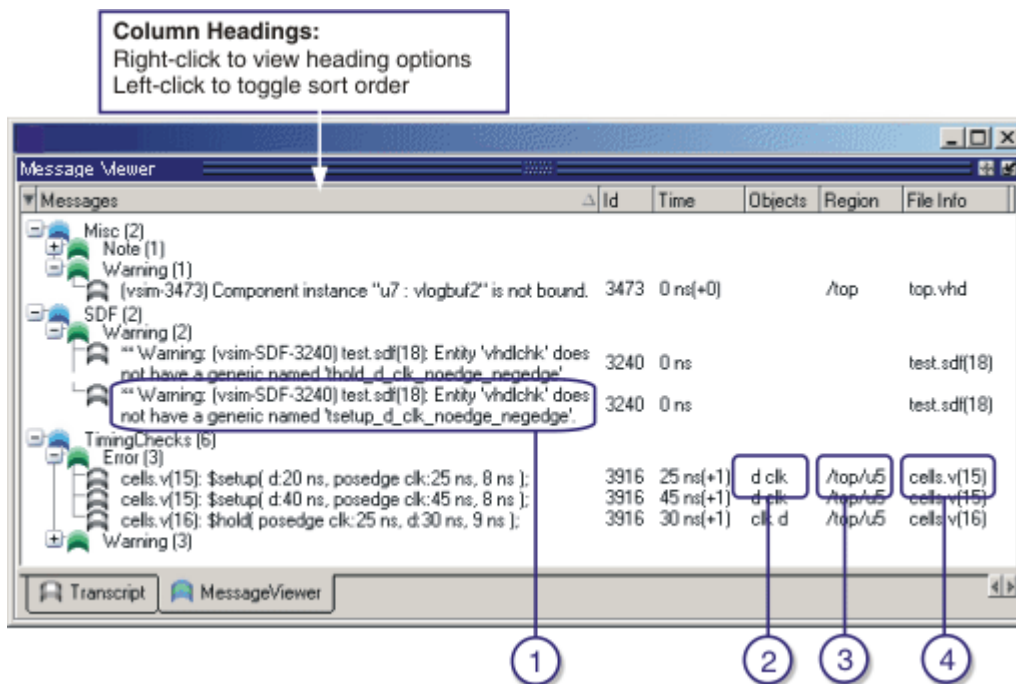 Column Headings:
Right-click to view heading options
Left-click to toggle sort order
Message Viewer
Messages Id Time Objects Region File Info
Misc (2)
Note (1)
Warning (1)
(vsim-3473) Component instance "u7 : vlogbuf2" is not bound. 3473 0 ns(+0) /top top.vhd
SDF (2)
Warning (2)
** Warning: (vsim-SDF-3240) test.sdf(18): Entity 'vhdlchk' does
not have a generic named 'thold_d_clk_noedge_negedge'. 3240 0 ns test.sdf(18)
** Warning: (vsim-SDF-3240) test.sdf(18): Entity 'vhdlchk' does
not have a generic named 'tsetup_d_clk_noedge_negedge'. 3240 0 ns test.sdf(18)
TimingChecks (6)
Error (3)
cells.v(15): $setup( d:20 ns, posedge clk:25 ns, 8 ns ); 3916 25 ns(+1) d clk /top/u5 cells.v(15)
cells.v(15): $setup( d:40 ns, posedge clk:45 ns, 8 ns ); 3916 45 ns(+1) d clk /top/u5 cells.v(15)
cells.v(16): $hold( posedge clk:25 ns, d:30 ns, 9 ns ); 3916 30 ns(+1) clk d /top/u5 cells.v(16)
Warning (3)
Transcript MessageViewer
1 2 3 4